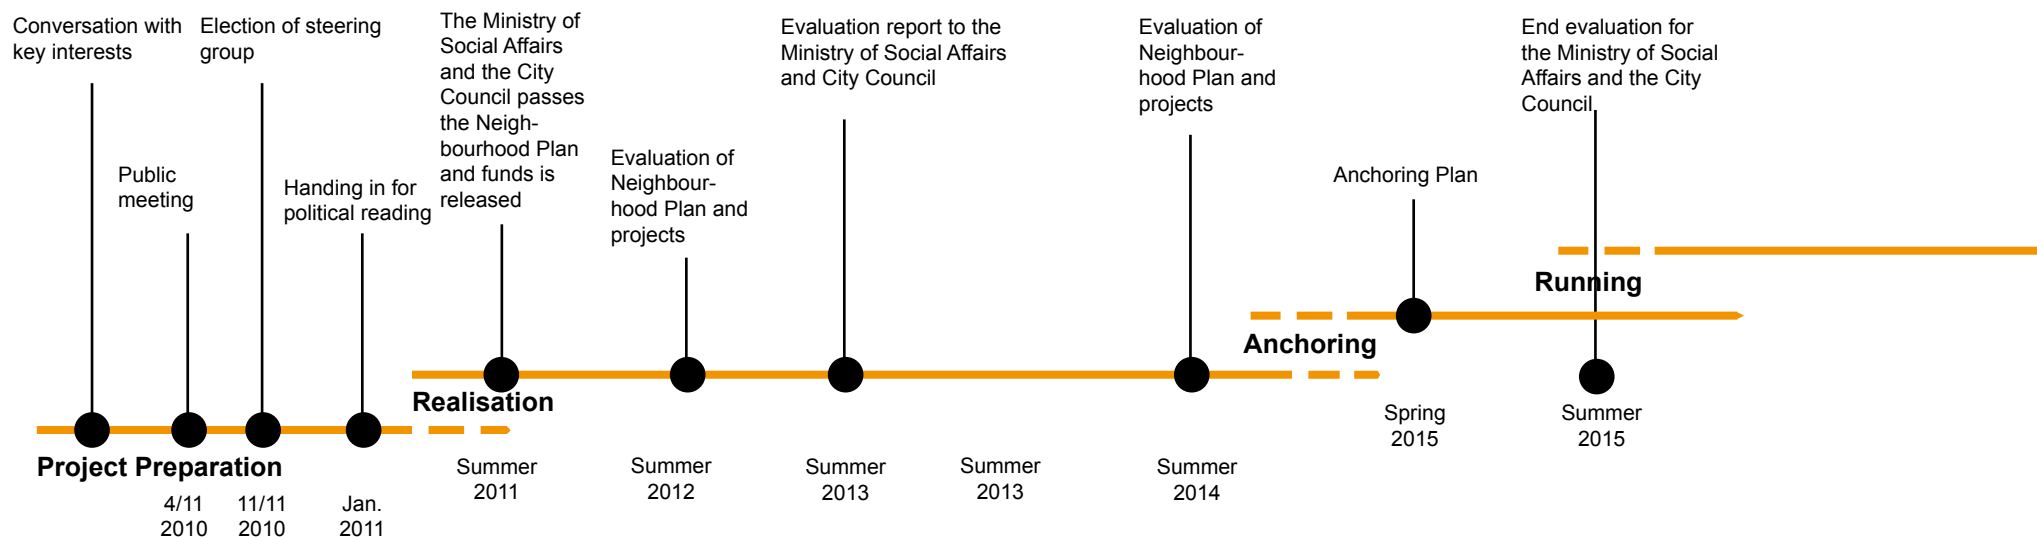 Conversation with
key interests
Election of steering
group
The Ministry of
Social Affairs
and the City
Council passes
the Neigh-
bourhood Plan
and funds is
released
Evaluation report to the
Ministry of Social Affairs
and City Council
Evaluation of
Neighbour-
hood Plan and
projects
End evaluation for
the Ministry of Social
Affairs and the City
Council
Public
meeting
Handing in for
political reading
Evaluation of
Neighbour-
hood Plan and
projects
Anchoring Plan
Running
Anchoring
Realisation
Project Preparation
4/11
2010
11/11
2010
Jan.
2011
Summer
2011
Summer
2012
Summer
2013
Summer
2013
Summer
2014
Spring
2015
Summer
2015